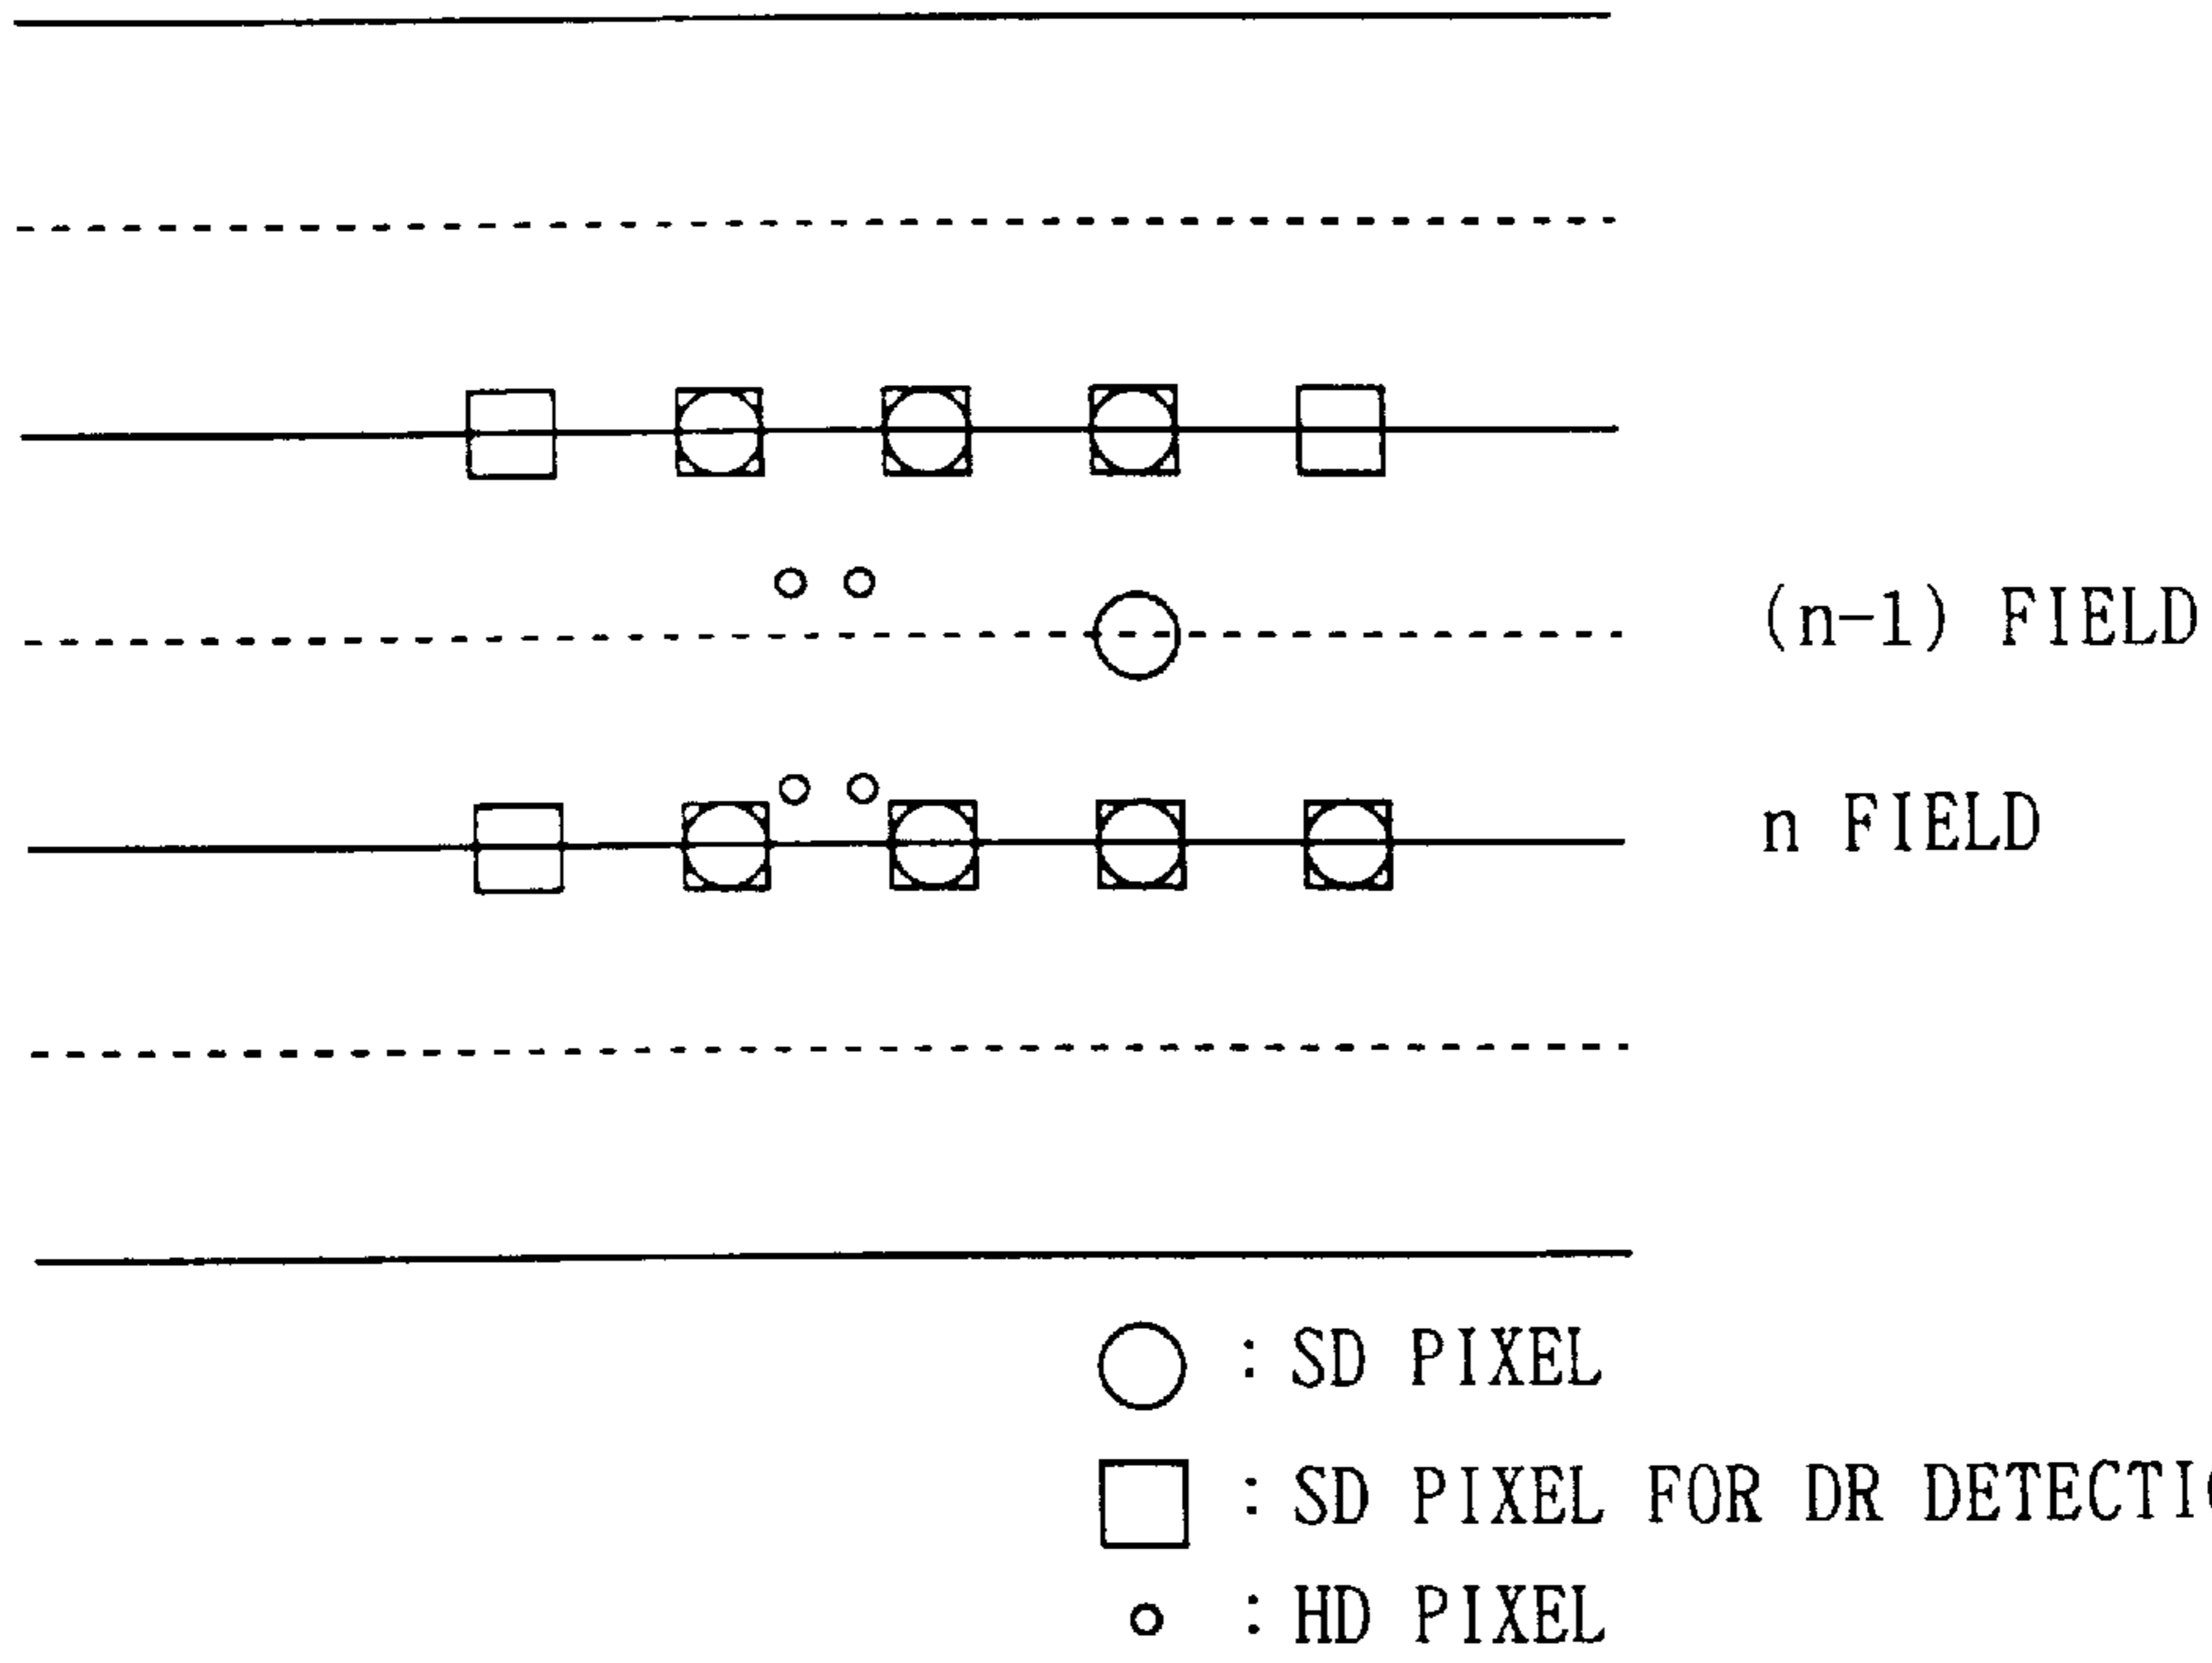 (n-1) FIELD
n FIELD
: SD PIXEL
: SD PIXEL FOR DR
: HD PIXEL